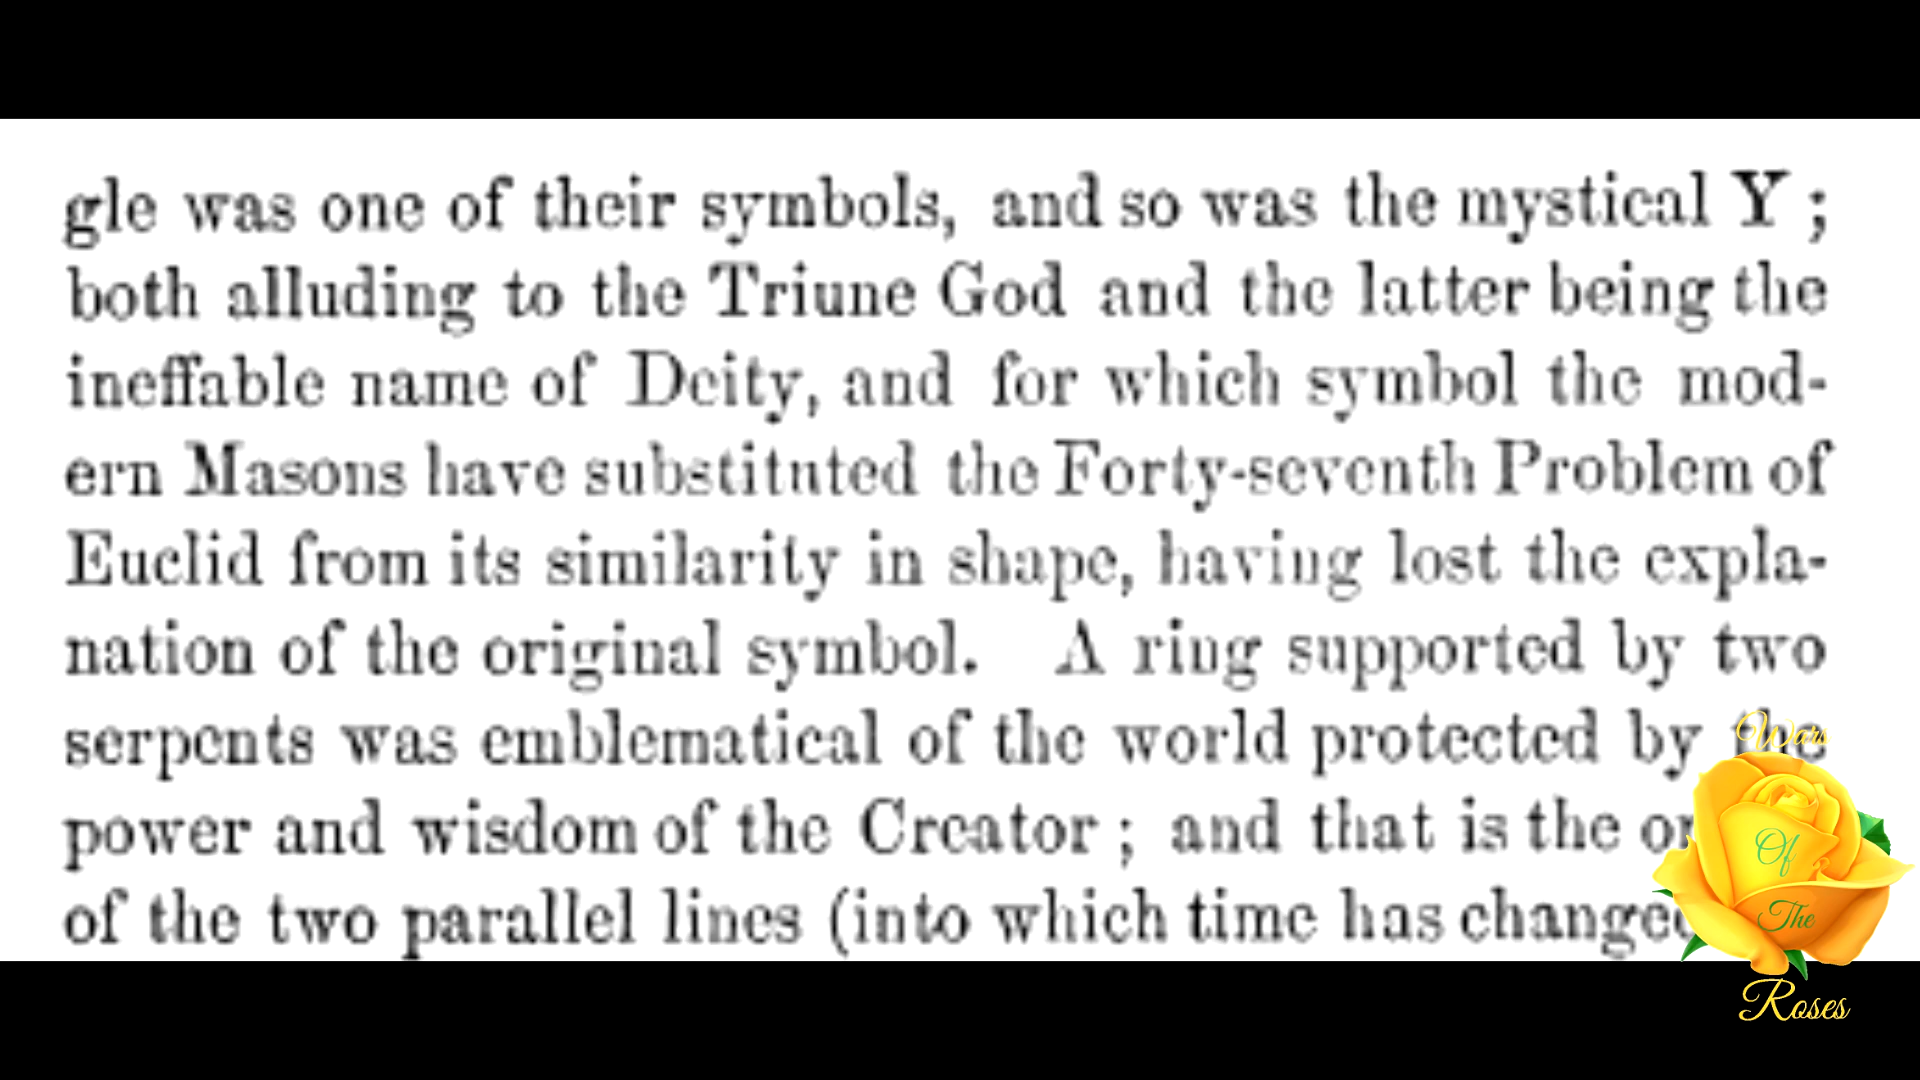 gle was one of their symbols, and so was the mystical Y ;
both alluding to the Triune God and the latter being the
ineffable name of Deity, and for which symbol the mod-
ern Masons have substituted the Forty-seventh Problem of
Euclid from its similarity in shape, having lost the expla-
nation of the original symbol. A ring supported by two
serpents was emblematical of the world protected by the
power and wisdom of the Creator ; and that is the
of the two parallel lines (into which time has
Wars
Of
The
Roses